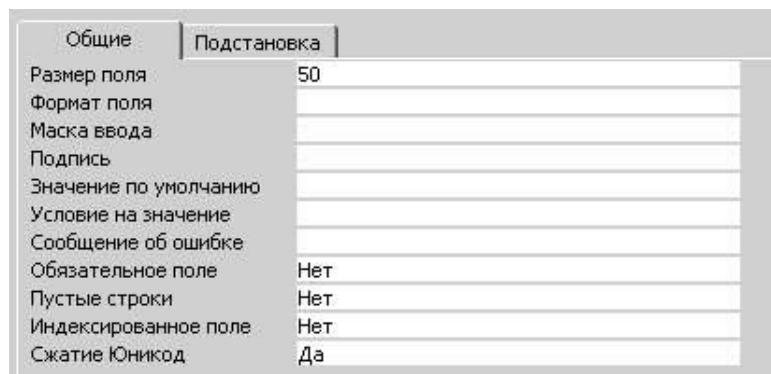 Общие Подстановка
Размер поля 50
Формат поля
Маска ввода
Подпись
Значение по умолчанию
Условие на значение
Сообщение об ошибке
Обязательное поле Нет
Пустые строки Нет
Индексированное поле Нет
Сжатие Юникод Да